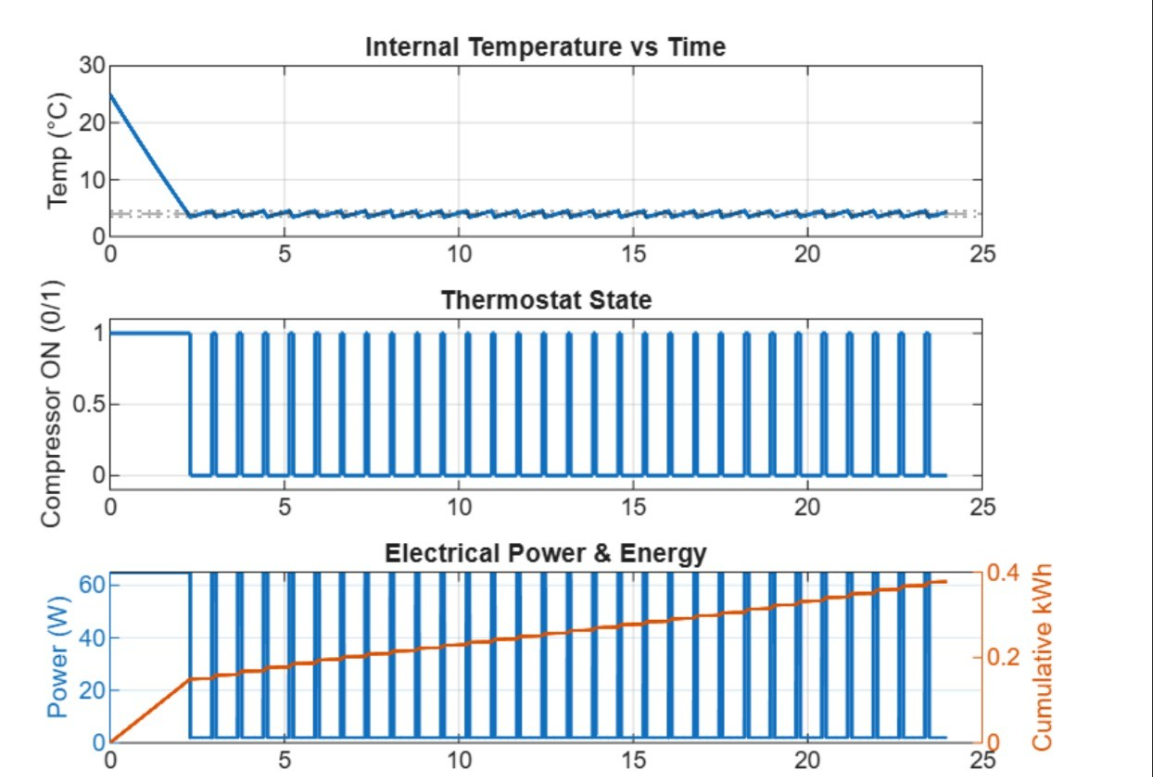 Internal Temperature vs Time
Temp (°C)
30
20
10
0
0 5 10 15 20 25
Thermostat State
Compressor ON (0/1)
1
0.5
0
0 5 10 15 20 25
Electrical Power & Energy
Power (W)
60
40
20
0
0.4
0.2
0
Cumulative kWh
0 5 10 15 20 25